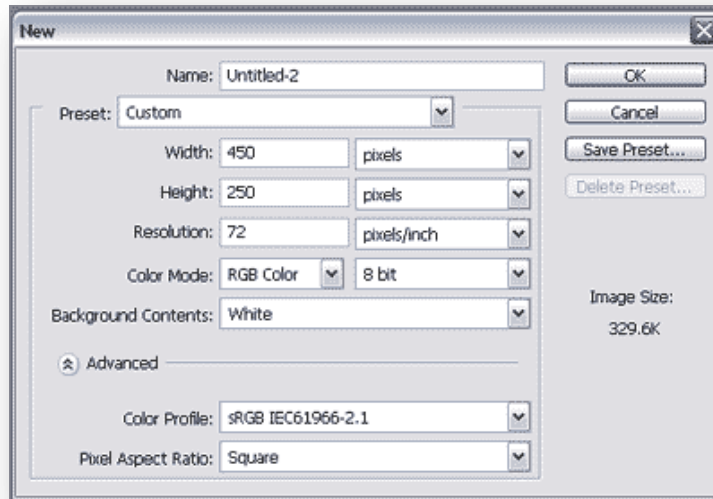 New
Name: Untitled-2
OK
Preset: Custom
Cancel
Width: 450 pixels
Save Preset...
Height: 250 pixels
Delete Preset...
Resolution: 72 pixels/inch
Color Mode: RGB Color 8 bit
Image Size:
Background Contents: White
329.6K
Advanced
Color Profile: sRGB IEC61966-2.1
Pixel Aspect Ratio: Square